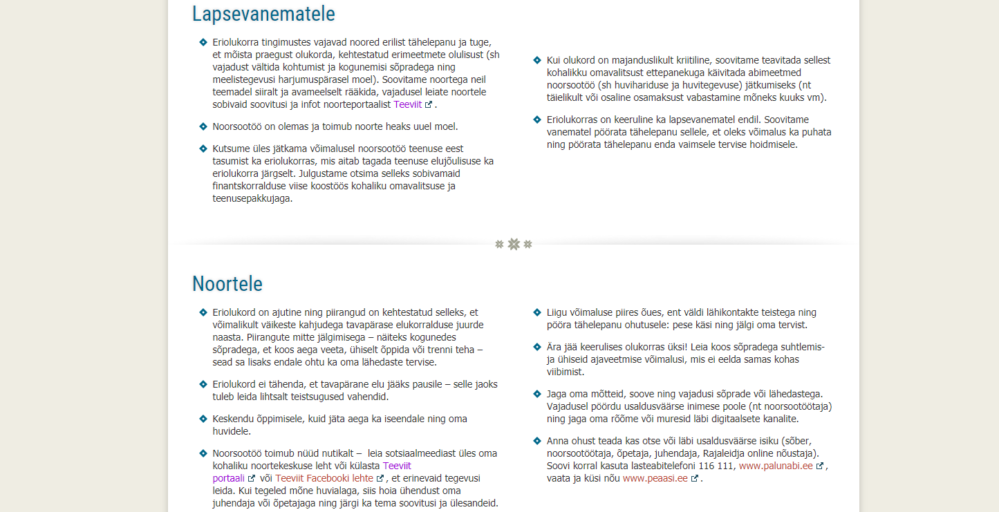 Lapsevanematele
Eriolukorra tingimustes vajavad noored erilist tähelepanu ja tuge,
et mõista praegust olukorda, kehtestatud erimeetmete olulisust (sh
vajadust vältida kohtumist ja kogunemisi sõpradega ning
meelistegevusi harjumuspärasel moel). Soovitame noortega neil
teemadel siiralt ja avameelselt rääkida, vajadusel leiate noortele
sobivaid soovitusi ja infot noorteportaalist Teeviit .
Noorsootöö on olemas ja toimub noorte heaks uuel moel.
Kutsume üles jätkama võimalusel noorsootöö teenuse eest
tasumist ka eriolukorras, mis aitab tagada teenuse elujõulisuse ka
eriolukorra järgselt. Julgustame otsima selleks sobivamaid
finantskorralduse viise koostöös kohaliku omavalitsuse ja
teenusepakkujaga.
Kui olukord on majanduslikult kriitiline, soovitame teavitada sellest
kohalikku omavalitsust ettepanekuga käivitada abimeetmed
noorsootöö (sh huvihariduse ja huvitegevuse) jätkumiseks (nt
täielikult või osaline osamaksust vabastamine mõneks kuuks vm).
Eriolukorras on keeruline ka lapsevanematel endil. Soovitame
vanematel pöörata tähelepanu sellele, et oleks võimalus ka puhata
ning pöörata tähelepanu enda vaimsele tervise hoidmisele.
Noortele
Eriolukord on ajutine ning piirangud on kehtestatud selleks, et
võimalikult väikeste kahjudega tavapärase elukorralduse juurde
naasta. Piirangute mitte jälgimisega – näiteks kogunedes
sõpradega, et koos aega veeta, ühiselt õppida või trenni teha –
sead sa lisaks endale ohtu ka oma lähedaste tervise.
Eriolukord ei tähenda, et tavapärane elu jääks pausile – selle jaoks
tuleb leida lihtsalt teistsugused vahendid.
Keskendu õppimisele, kuid jäta aega ka iseendale ning oma
huvidele.
Noorsootöö toimub nüüd nutikalt –  leia sotsiaalmeediast üles oma
kohaliku noortekeskuse leht või külasta Teeviit
portaali  või Teeviit Facebooki lehte , et erinevaid tegevusi
leida. Kui tegeled mõne huvialaga, siis hoia ühendust oma
juhendaja või õpetajaga ning järgi ka tema soovitusi ja ülesandeid.
Liigu võimaluse piires õues, ent väldi lähikontakte teistega ning
pööra tähelepanu ohutusele: pese käsi ning jälgi oma tervist.
Ära jää keerulises olukorras üksi! Leia koos sõpradega suhtlemis-
ja ühiseid ajaveetmise võimalusi, mis ei eelda samas kohas
viibimist.
Jaga oma mõtteid, soove ning vajadusi sõprade või lähedastega.
Vajadusel pöördu usaldusväärse inimese poole (nt noorsootöötaja)
ning jaga oma rõõme või muresid läbi digitaalsete kanalite.
Anna ohust teada kas otse või läbi usaldusväärse isiku (sõber,
noorsootöötaja, õpetaja, juhendaja, Rajaleidja online nõustaja).
Soovi korral kasuta lasteabitelefoni 116 111, www.palunabi.ee ,
vaata ja küsi nõu www.peaasi.ee .